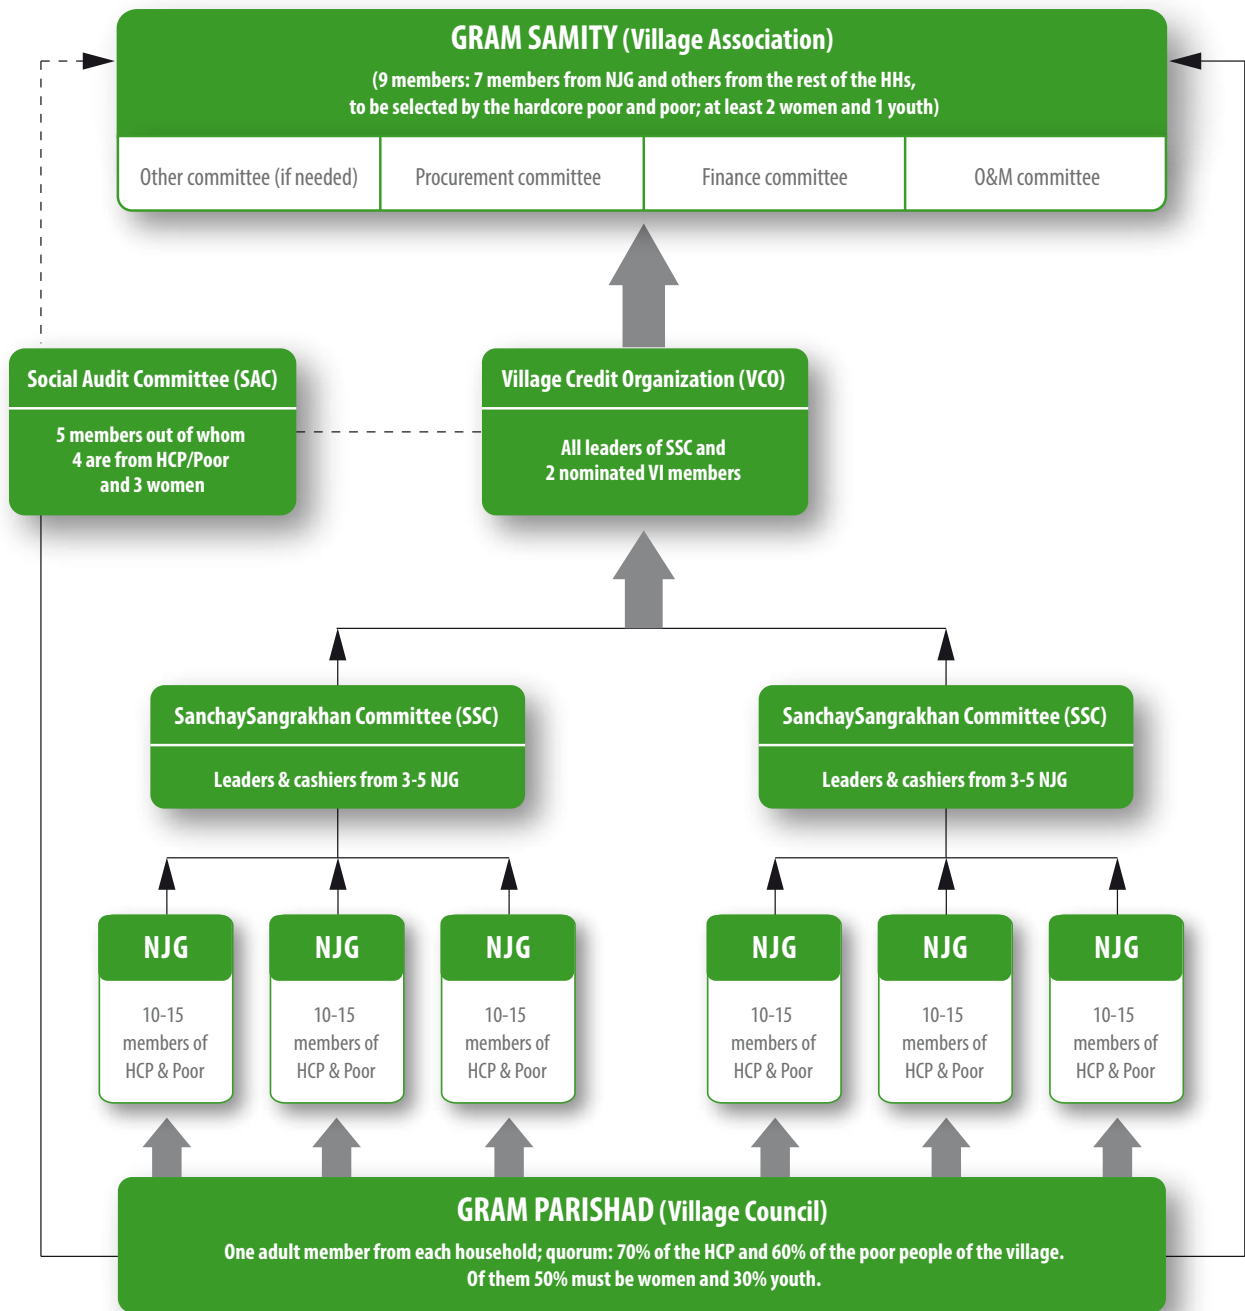 GRAM SAMITY (Village Association)
(9 members: 7 members from NJG and others from the rest of the HHs,
to be selected by the hardcore poor and poor; at least 2 women and 1 youth)
Other committee (if needed)
Procurement committee
Finance committee
O&M committee
Social Audit Committee (SAC)
5 members out of whom
4 are from HCP/Poor
and 3 women
Village Credit Organization (VCO)
All leaders of SSC and
2 nominated VI members
SanchaySangrakhan Committee (SSC)
Leaders & cashiers from 3-5 NJG
SanchaySangrakhan Committee (SSC)
Leaders & cashiers from 3-5 NJG
NJG
10-15
members of
HCP & Poor
NJG
10-15
members of
HCP & Poor
NJG
10-15
members of
HCP & Poor
NJG
10-15
members of
HCP & Poor
NJG
10-15
members of
HCP & Poor
NJG
10-15
members of
HCP & Poor
GRAM PARISHAD (Village Council)
One adult member from each household; quorum: 70% of the HCP and 60% of the poor people of the village.
Of them 50% must be women and 30% youth.